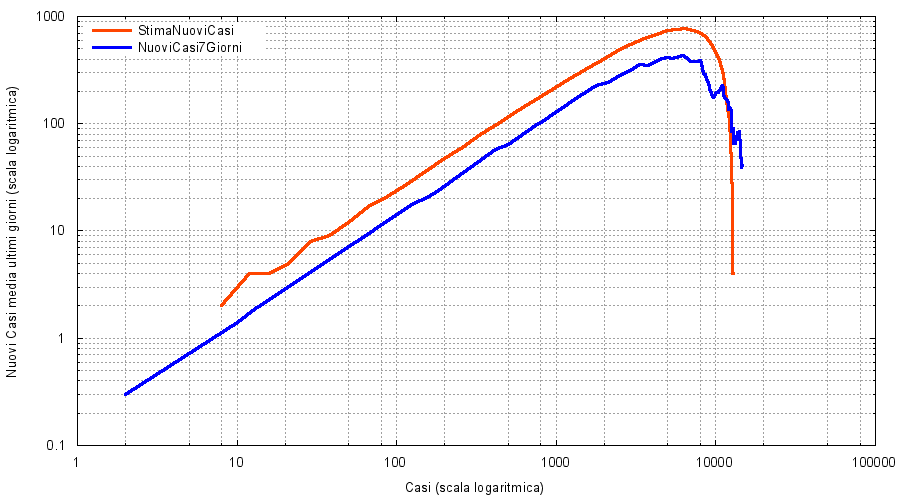 1000
100
10
1
0.1
StimaNuoviCasi
NuoviCasi7Giorni
Nuovi Casi media ultimi giorni (scala logaritmica)
1 10 100 1000 10000 100000
Casi (scala logaritmica)